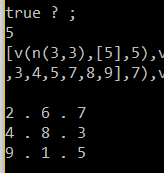 true ? ;
5
[v(n(3,3),[5],5),v
,3,4,5,7,8,9],7),v
2 . 6 . 7
4 . 8 . 3
9 . 1 . 5